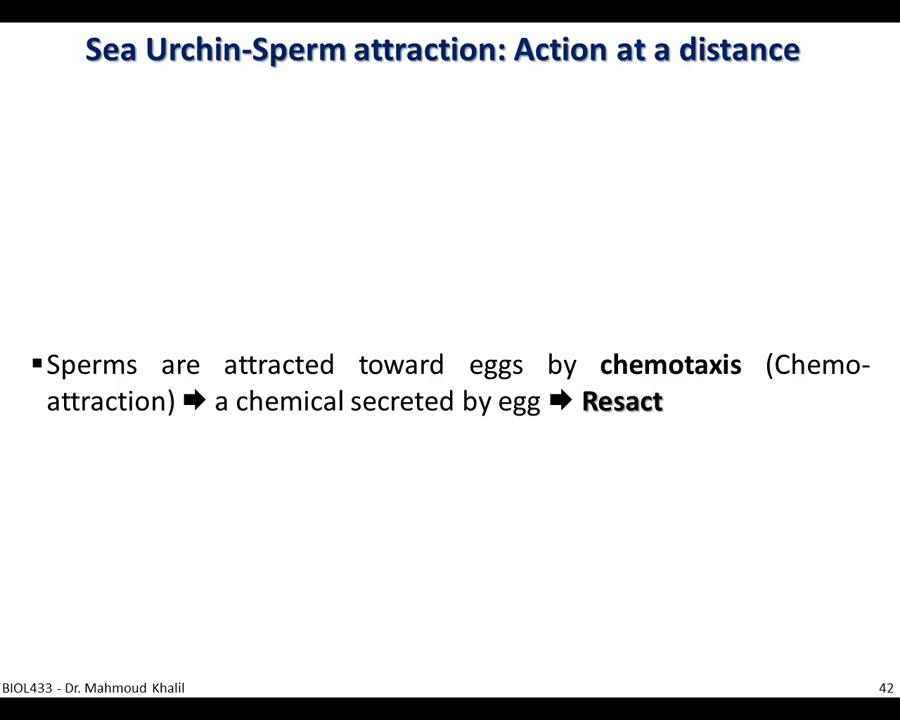 Sea Urchin-Sperm attraction: Action at a distance
▪Sperms are attracted toward eggs by chemotaxis (Chemo-
attraction) 🡆 a chemical secreted by egg 🡆 Resact
BIOL433 - Dr. Mahmoud Khalil
42